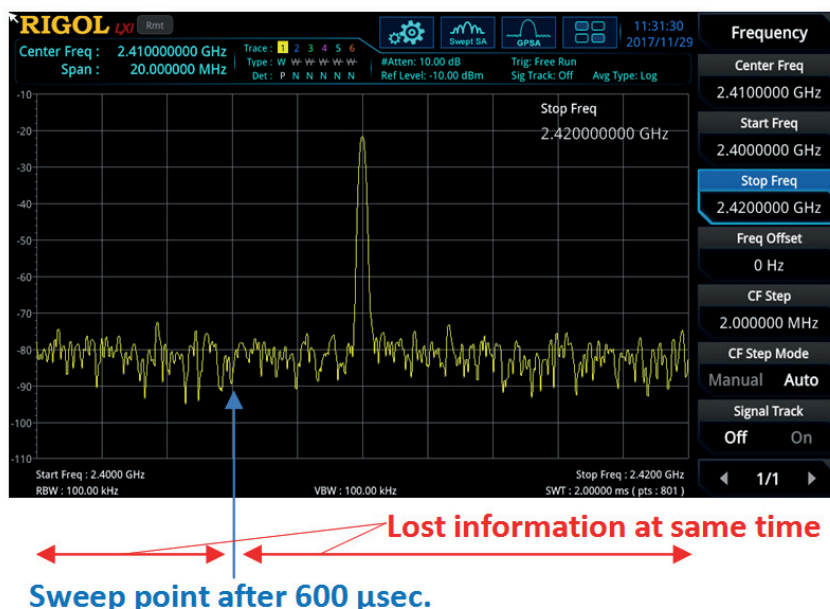 RIGOL LXI Rmt
11:31:30
2017/11/29
Swept SA
GPSA
Center Freq : 2.410000000 GHz
Span : 20.000000 MHz
Trace : 1 2 3 4 5 6
Type : W W W W W W
Det : P N N N N N
#Atten: 10.00 dB
Ref Level: -10.00 dBm
Trig: Free Run
Sig Track: Off Avg Type: Log
Stop Freq
2.420000000 GHz
-10
-20
-30
-40
-50
-60
-70
-80
-90
-100
-110
Start Freq : 2.4000 GHz
Stop Freq : 2.4200 GHz
RBW : 100.00 kHz
VBW : 100.00 kHz
SWT : 2.00000 ms ( pts : 801 )
Frequency
Center Freq
2.4100000 GHz
Start Freq
2.4000000 GHz
Stop Freq
2.4200000 GHz
Freq Offset
0 Hz
CF Step
2.000000 MHz
CF Step Mode
Manual Auto
Signal Track
Off On
1/1
Lost information at same time
Sweep point after 600 µsec.